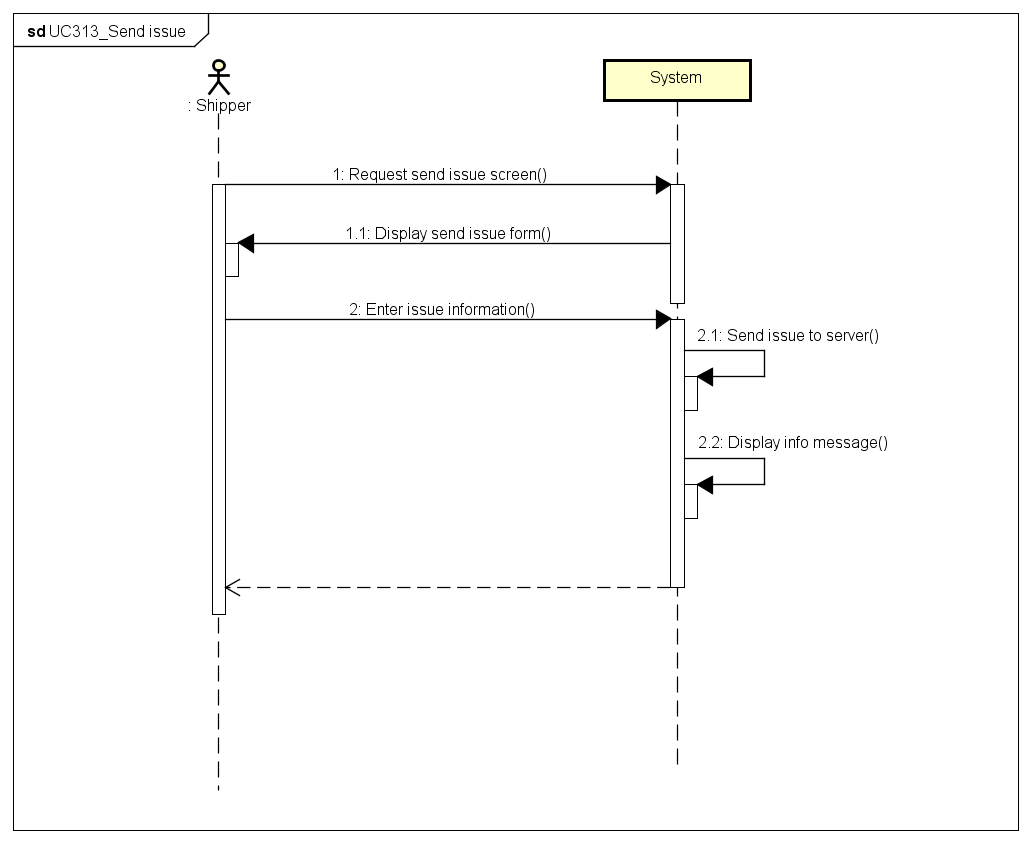 sd UC313_Send issue
: Shipper
System
1: Request send issue screen()
1.1: Display send issue form()
2: Enter issue information()
2.1: Send issue to server()
2.2: Display info message()